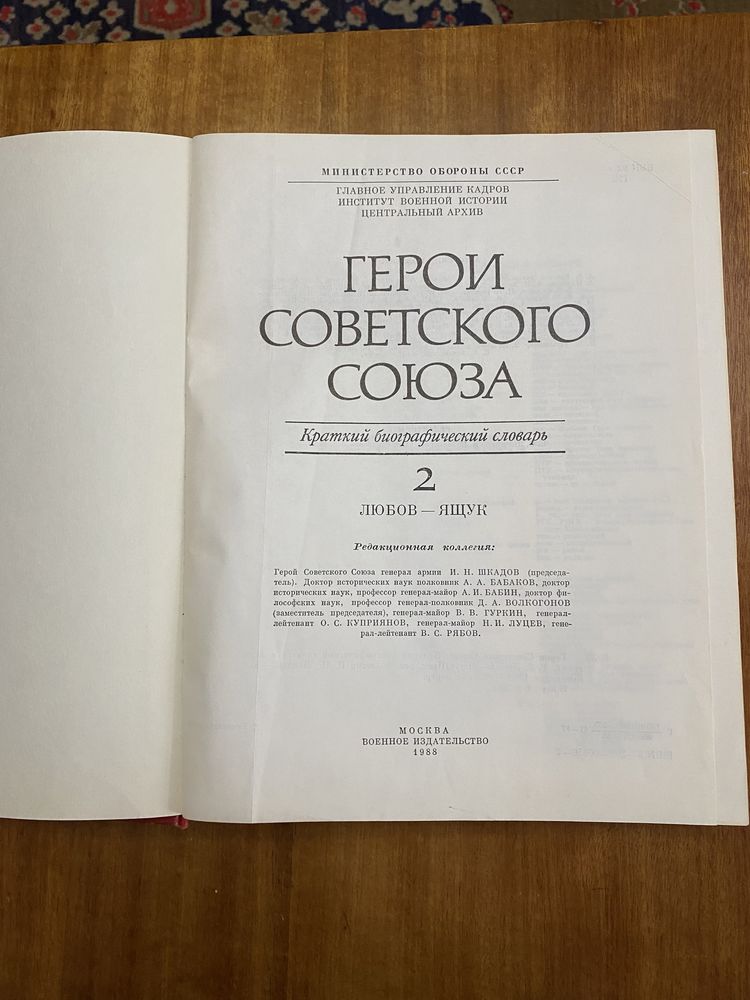 МИНИСТЕРСТВО ОБОРОНЫ СССР
ГЛАВНОЕ УПРАВЛЕНИЕ КАДРОВ
ИНСТИТУТ ВОЕННОЙ ИСТОРИИ
ЦЕНТРАЛЬНЫЙ АРХИВ
ГЕРОИ
СОВЕТСКОГО
СОЮЗА
Краткий биографический словарь
2
ЛЮБОВ — ЯЩУК
Редакционная коллегия:
Герой Советского Союза генерал армии И. Н. ШКАДОВ (председа-
тель). Доктор исторических наук полковник А. А. БАБАКОВ, доктор
исторических наук, профессор генерал-майор А. И. БАБИН, доктор фи-
лософских наук, профессор генерал-полковник Д. А. ВОЛКОГОНОВ
(заместитель председателя), генерал-майор В. В. ГУРКИН, генерал-
лейтенант О. С. КУПРИЯНОВ, генерал-майор Н. И. ЛУЦЕВ, гене-
рал-лейтенант В. С. РЯБОВ.
МОСКВА
ВОЕННОЕ ИЗДАТЕЛЬСТВО
1988